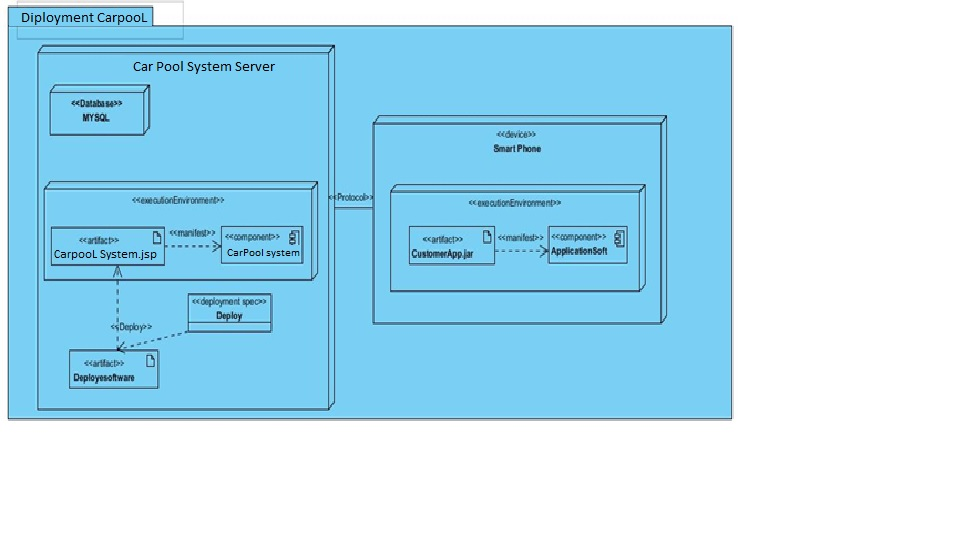 Diployment CarpooL
Car Pool System Server
<<Database>>
MYSQL
<<executionEnvironment>>
<<artifact>>
CarpooL System.jsp
<<manifest>>
<<component>>
CarPool system
<<deployment spec>>
Deploy
<<Deploy>>
<<artifact>>
Deployesoftware
<<Protocol>>
<<device>>
Smart Phone
<<executionEnvironment>>
<<artifact>>
CustomerApp.jar
<<manifest>>
<<component>>
ApplicationSoft